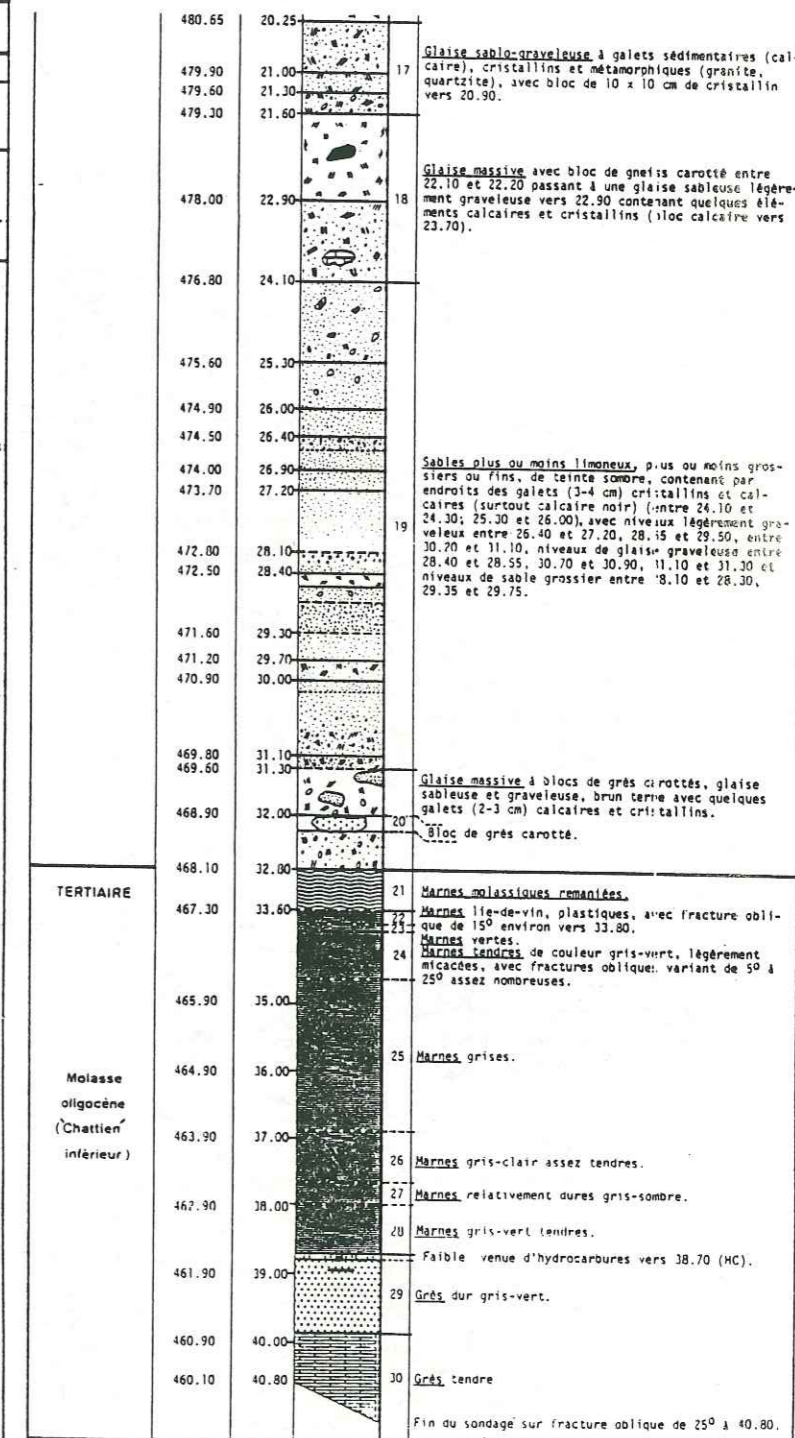 480.65 20.25
17 Glaise sablo-graveleuse à galets sédimentaires (cal-
caire), cristallins et métamorphiques (granite,
479.90 21.00
quartzite), avec bloc de 10 x 10 cm de cristallin
479.60 21.30
vers 20.90.
479.30 21.60
18 Glaise massive avec bloc de gneiss carotté entre
22.10 et 22.20 passant à une glaise sableuse légère-
478.00 22.90
ment graveleuse vers 22.90 contenant quelques élé-
ments calcaires et cristallins (bloc calcaire vers
23.70).
476.80 24.10
475.60 25.30
474.90 26.00
474.50 26.40
474.00 26.90
473.70 27.20
19 Sables plus ou moins limoneux, plus ou moins gros-
siers ou fins, de teinte sombre, contenant par
endroits des galets (3-4 cm) cristallins et cal-
caires (surtout calcaire noir) (entre 24.10 et
24.30; 25.30 et 26.00), avec niveaux légèrement gra-
veleux entre 26.40 et 27.20, 28.55 et 29.50, entre
30.20 et 31.10, niveaux de glaise graveleuse entre
28.40 et 28.55, 30.70 et 30.90, 31.10 et 31.30 et
niveaux de sable grossier entre 28.10 et 28.30,
29.35 et 29.75.
472.80 28.10
472.50 28.40
471.60 29.30
471.20 29.70
470.90 30.00
469.80 31.10
469.60 31.30
Glaise massive à blocs de grès carottés, glaise
sableuse et graveleuse, brun terne avec quelques
galets (2-3 cm) calcaires et cristallins.
468.90 32.00
20 Bloc de grès carotté.
468.10 32.80
TERTIAIRE
21 Marnes molassiques remaniées.
467.30 33.60
22 Marnes lie-de-vin, plastiques, avec fracture obli-
que de 15° environ vers 33.80.
23 Marnes vertes.
24 Marnes tendres de couleur gris-vert, légèrement
micacées, avec fractures obliques variant de 5° à
25° assez nombreuses.
465.90 35.00
25 Marnes grises.
464.90 36.00
Molasse
oligocène
(Chattien
inférieur)
463.90 37.00
26 Marnes gris-clair assez tendres.
27 Marnes relativement dures gris-sombre.
462.90 38.00
28 Marnes gris-vert tendres.
Faible venue d'hydrocarbures vers 38.70 (HC).
461.90 39.00
29 Grès dur gris-vert.
460.90 40.00
460.10 40.80
30 Grès tendre
Fin du sondage sur fracture oblique de 25° à 40.80.